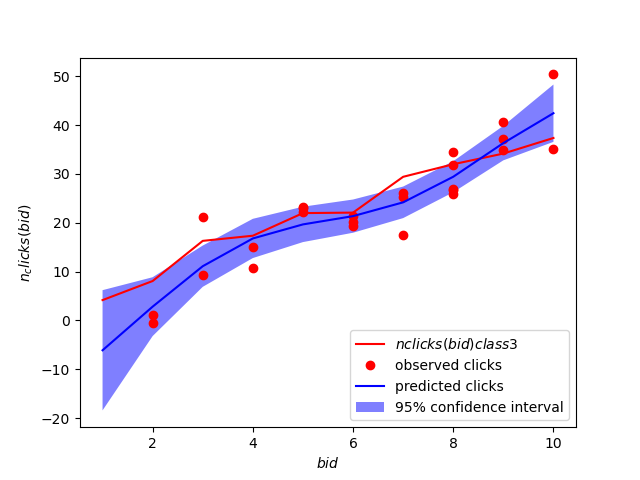 50
40
30
20
10
0
−10
−20
n_clicks(bid)
nclicks(bid)class3
observed clicks
predicted clicks
95% confidence interval
2
4
6
8
10
bid